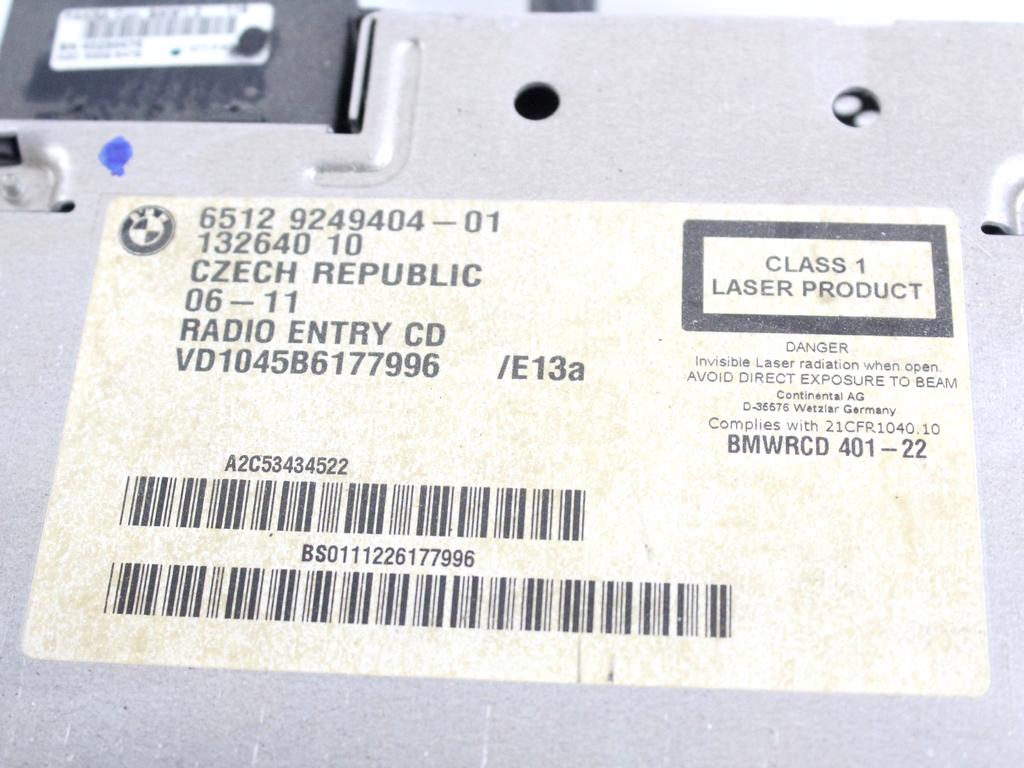 6512 9249404-01
132640 10
CZECH REPUBLIC
06-11
RADIO ENTRY CD
VD1045B6177996 /E13a
A2C53434522
BS0111226177996
CLASS 1
LASER PRODUCT
DANGER
Invisible Laser radiation when open.
AVOID DIRECT EXPOSURE TO BEAM
Continental AG
D-35576 Wetzlar Germany
Complies with 21CFR1040.10
BMWRCD 401-22